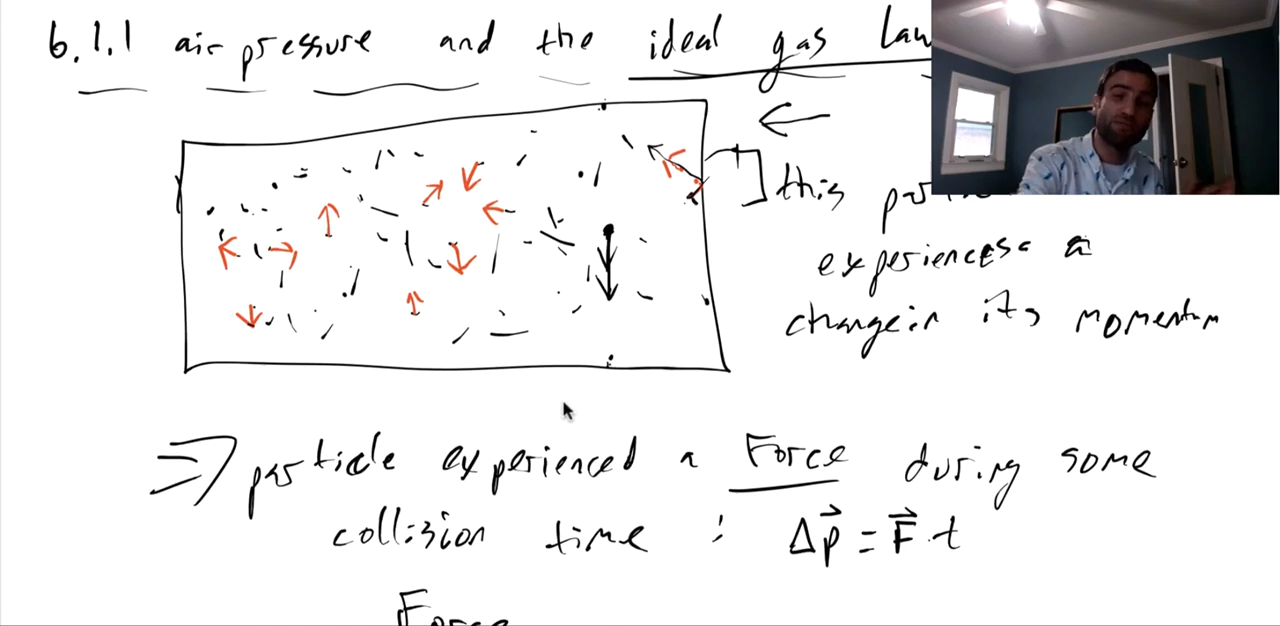 6.1.1 air pressure and the ideal gas law
this
experiences a
change in its momentum
⇒ particle experienced a Force during some
collision time : Δp⃗ = F⃗ · t
Force